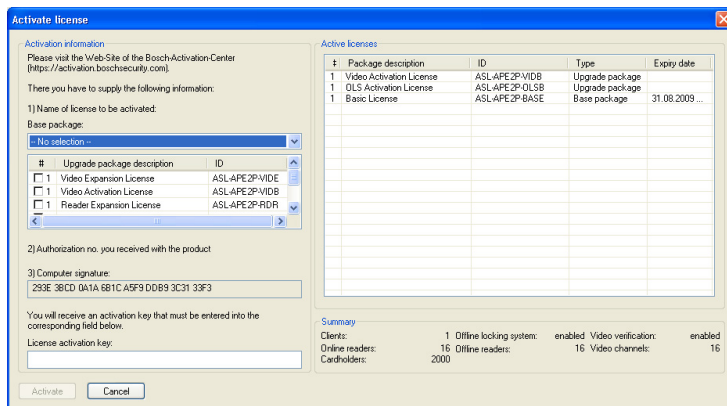 Activate license
Activation information
Please visit the Web-Site of the Bosch-Activation-Center
(https://activation.boschsecurity.com).
There you have to supply the following information:
1) Name of license to be activated:
Base package:
-- No selection --
# Upgrade package description ID
1 Video Expansion License ASL-APE2P-VIDE
1 Video Activation License ASL-APE2P-VIDB
1 Reader Expansion License ASL-APE2P-RDR
2) Authorization no. you received with the product
3) Computer signature:
293E 3BCD 0A1A 6B1C A5F9 DDB9 3C31 33F3
You will receive an activation key that must be entered into the
corresponding field below.
License activation key:
Activate Cancel
Active licenses
‡ Package description ID Type Expiry date
1 Video Activation License ASL-APE2P-VIDB Upgrade package
1 OLS Activation License ASL-APE2P-OLSB Upgrade package
1 Basic License ASL-APE2P-BASE Base package 31.08.2009 ...
Summary
Clients: 1 Offline locking system: enabled Video verification: enabled
Online readers: 16 Offline readers: 16 Video channels: 16
Cardholders: 2000